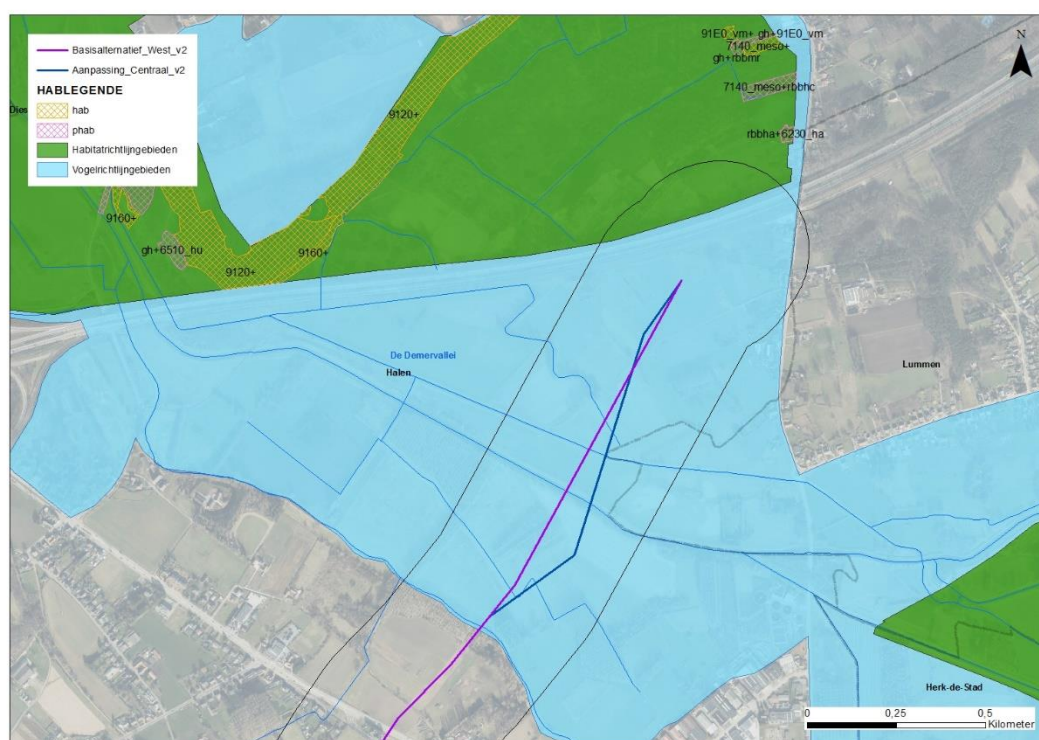 Basisalternatief_West_v2
Aanpassing_Centraal_v2
HABLEGENDE
hab
phab
Habitatrichtlijngebieden
Vogelrichtlijngebieden
91E0_vm+ gh+91E0_vm
7140_meso+
gh+rbbmr
N
7140_meso+rbbhc
Dies
9120+
rbbha+6230_ha
9160+
gh+6510_hu
9160+
9120+
De Demervallei
Halen
Lummen
Herk-de-Stad
0 0,25 0,5
Kilometer